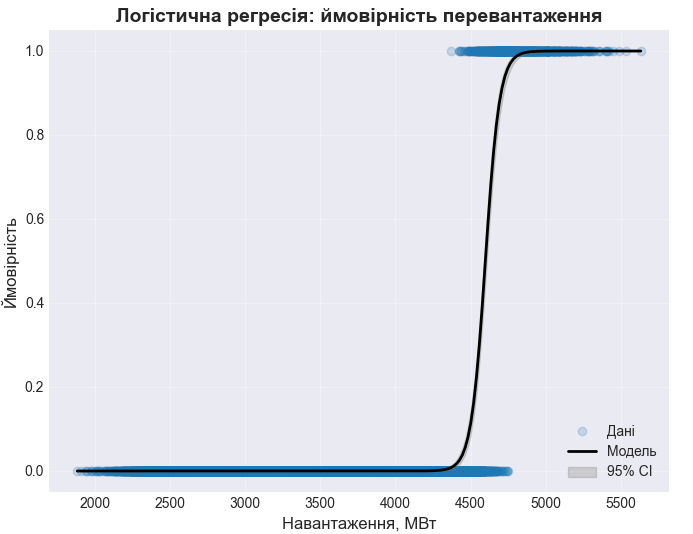 Логістична регресія: ймовірність перевантаження
1.0
0.8
0.6
0.4
0.2
0.0
Ймовірність
Дані
Модель
95% CI
2000 2500 3000 3500 4000 4500 5000 5500
Навантаження, МВт